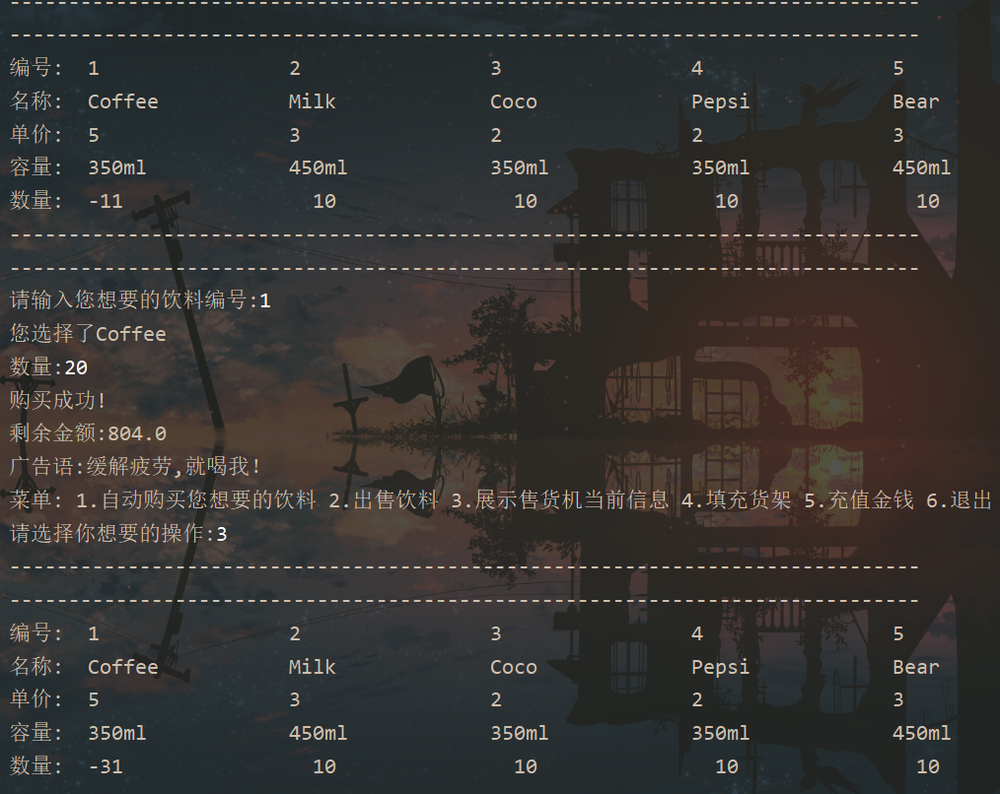 ------------------------------------------------------------------------------
------------------------------------------------------------------------------
编号: 1 2 3 4 5
名称: Coffee Milk Coco Pepsi Bear
单价: 5 3 2 2 3
容量: 350ml 450ml 350ml 350ml 450ml
数量: -11 10 10 10 10
------------------------------------------------------------------------------
------------------------------------------------------------------------------
请输入您想要的饮料编号:1
您选择了Coffee
数量:20
购买成功!
剩余金额:804.0
广告语:缓解疲劳,就喝我!
菜单: 1.自动购买您想要的饮料 2.出售饮料 3.展示售货机当前信息 4.填充货架 5.充值金钱 6.退出
请选择你想要的操作:3
------------------------------------------------------------------------------
------------------------------------------------------------------------------
编号: 1 2 3 4 5
名称: Coffee Milk Coco Pepsi Bear
单价: 5 3 2 2 3
容量: 350ml 450ml 350ml 350ml 450ml
数量: -31 10 10 10 10